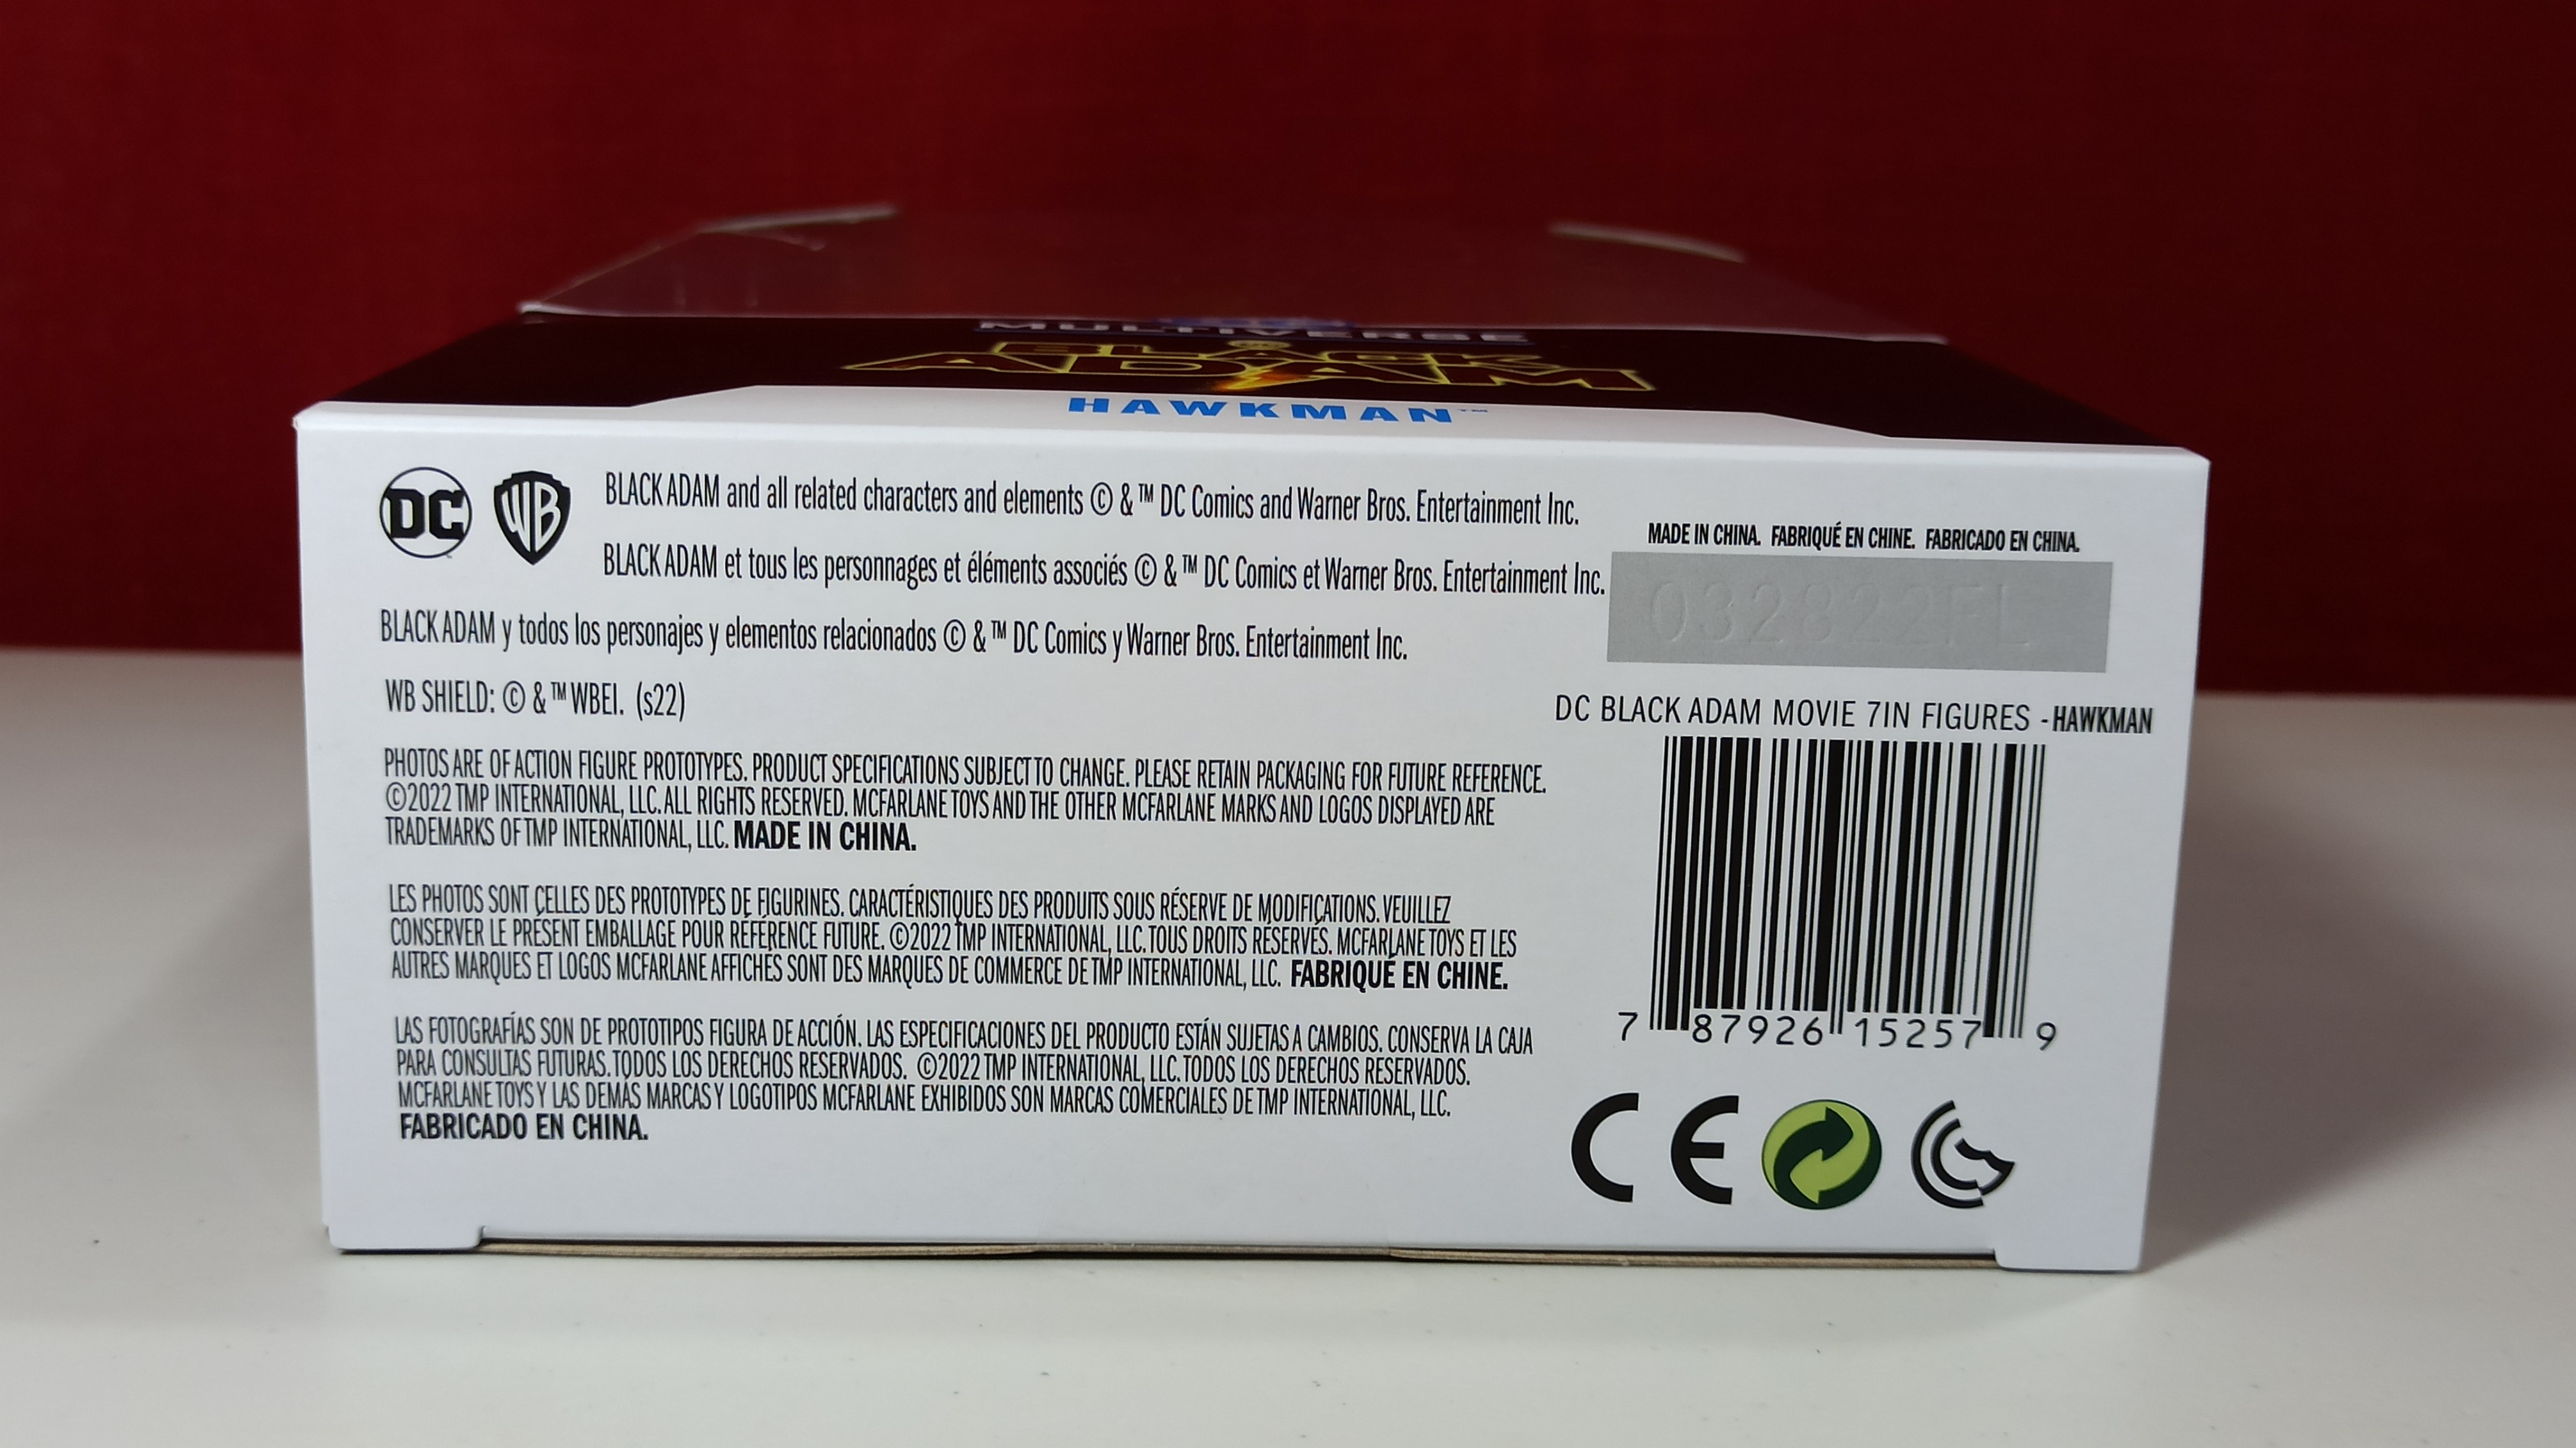 MULTIVERSE
BLACK
ADAM
HAWKMAN™
DC WB BLACK ADAM and all related characters and elements © & ™ DC Comics and Warner Bros. Entertainment Inc.
BLACK ADAM et tous les personnages et éléments associés © & ™ DC Comics et Warner Bros. Entertainment Inc.
BLACK ADAM y todos los personajes y elementos relacionados © & ™ DC Comics y Warner Bros. Entertainment Inc.
WB SHIELD: © & ™ WBEI. (s22)
PHOTOS ARE OF ACTION FIGURE PROTOTYPES. PRODUCT SPECIFICATIONS SUBJECT TO CHANGE. PLEASE RETAIN PACKAGING FOR FUTURE REFERENCE.
©2022 TMP INTERNATIONAL, LLC. ALL RIGHTS RESERVED. MCFARLANE TOYS AND THE OTHER MCFARLANE MARKS AND LOGOS DISPLAYED ARE
TRADEMARKS OF TMP INTERNATIONAL, LLC. MADE IN CHINA.
LES PHOTOS SONT CELLES DES PROTOTYPES DE FIGURINES. CARACTÉRISTIQUES DES PRODUITS SOUS RÉSERVE DE MODIFICATIONS. VEUILLEZ
CONSERVER LE PRÉSENT EMBALLAGE POUR RÉFÉRENCE FUTURE. ©2022 TMP INTERNATIONAL, LLC. TOUS DROITS RÉSERVÉS. MCFARLANE TOYS ET LES
AUTRES MARQUES ET LOGOS MCFARLANE AFFICHÉS SONT DES MARQUES DE COMMERCE DE TMP INTERNATIONAL, LLC. FABRIQUÉ EN CHINE.
LAS FOTOGRAFÍAS SON DE PROTOTIPOS FIGURA DE ACCIÓN. LAS ESPECIFICACIONES DEL PRODUCTO ESTÁN SUJETAS A CAMBIOS. CONSERVA LA CAJA
PARA CONSULTAS FUTURAS. TODOS LOS DERECHOS RESERVADOS. ©2022 TMP INTERNATIONAL, LLC. TODOS LOS DERECHOS RESERVADOS.
MCFARLANE TOYS Y LAS DEMÁS MARCAS Y LOGOTIPOS MCFARLANE EXHIBIDOS SON MARCAS COMERCIALES DE TMP INTERNATIONAL, LLC.
FABRICADO EN CHINA.
MADE IN CHINA. FABRIQUÉ EN CHINE. FABRICADO EN CHINA.
032822FL
DC BLACK ADAM MOVIE 7IN FIGURES - HAWKMAN
7 87926 15257 9
CE